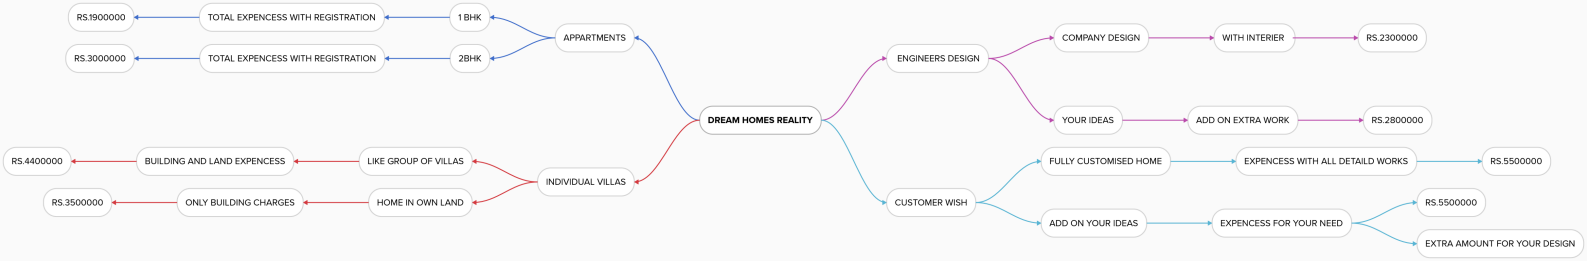 DREAM HOMES REALITY
APPARTMENTS
1 BHK
TOTAL EXPENCESS WITH REGISTRATION
RS.1900000
2BHK
TOTAL EXPENCESS WITH REGISTRATION
RS.3000000
INDIVIDUAL VILLAS
LIKE GROUP OF VILLAS
BUILDING AND LAND EXPENCESS
RS.4400000
HOME IN OWN LAND
ONLY BUILDING CHARGES
RS.3500000
ENGINEERS DESIGN
COMPANY DESIGN
WITH INTERIER
RS.2300000
YOUR IDEAS
ADD ON EXTRA WORK
RS.2800000
CUSTOMER WISH
FULLY CUSTOMISED HOME
EXPENCESS WITH ALL DETAILD WORKS
RS.5500000
ADD ON YOUR IDEAS
EXPENCESS FOR YOUR NEED
RS.5500000
EXTRA AMOUNT FOR YOUR DESIGN